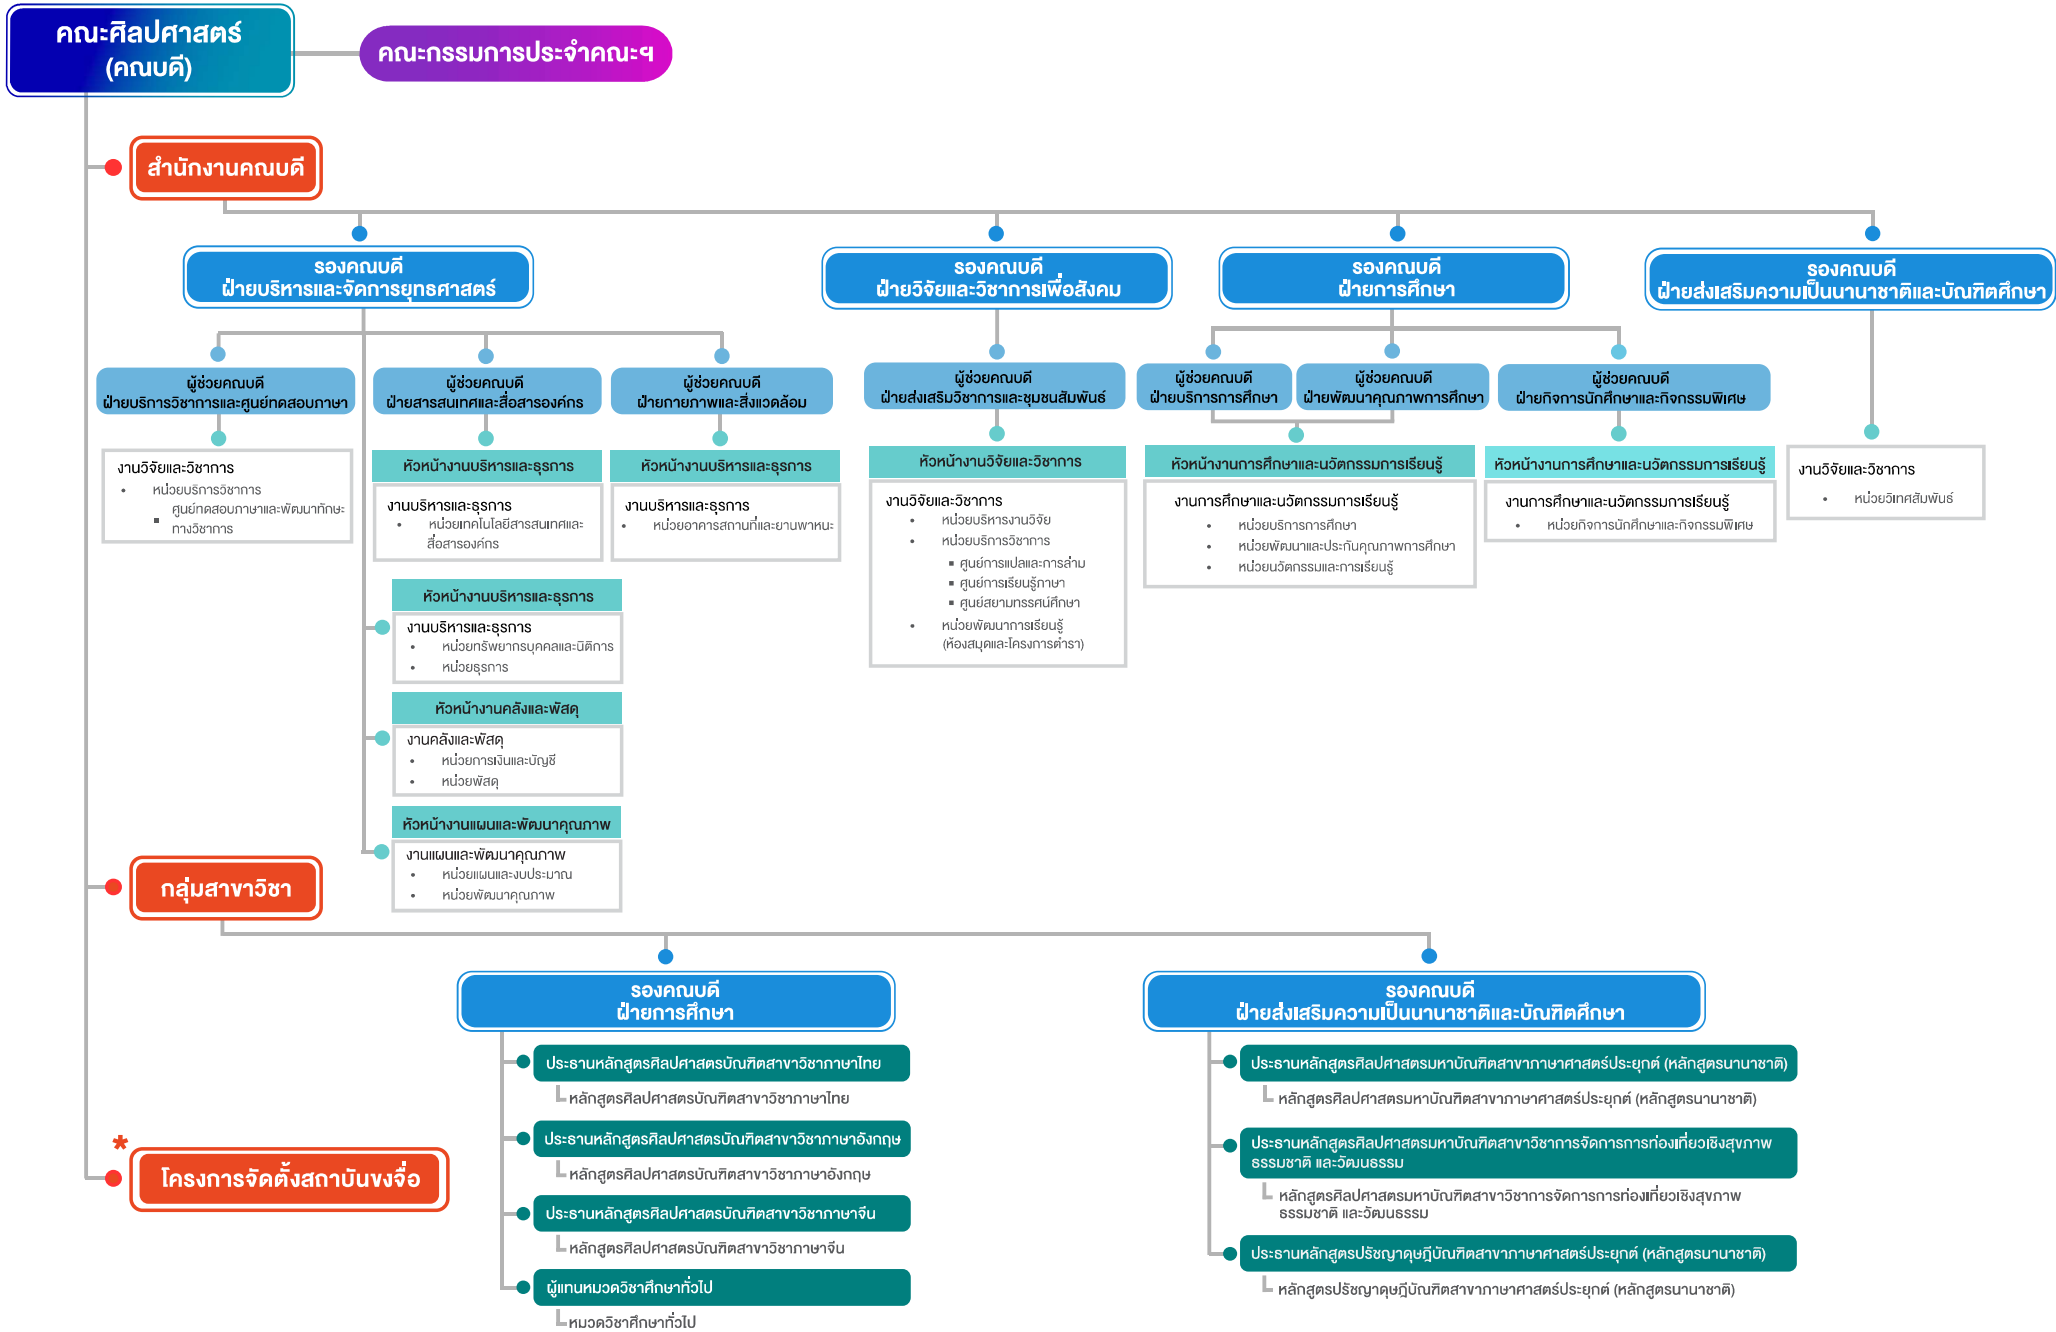 คณะศิลปศาสตร์
(คณบดี)
คณะกรรมการประจำคณะฯ
สำนักงานคณบดี
รองคณบดี
ฝ่ายบริหารและจัดการยุทธศาสตร์
รองคณบดี
ฝ่ายวิจัยและวิชาการเพื่อสังคม
รองคณบดี
ฝ่ายการศึกษา
รองคณบดี
ฝ่ายส่งเสริมความเป็นนานาชาติและบัณฑิตศึกษา
ผู้ช่วยคณบดี
ฝ่ายบริการวิชาการและศูนย์ทดสอบภาษา
ผู้ช่วยคณบดี
ฝ่ายสารสนเทศและสื่อสารองค์กร
ผู้ช่วยคณบดี
ฝ่ายกายภาพและสิ่งแวดล้อม
ผู้ช่วยคณบดี
ฝ่ายส่งเสริมวิชาการและชุมชนสัมพันธ์
ผู้ช่วยคณบดี
ฝ่ายบริการการศึกษา
ผู้ช่วยคณบดี
ฝ่ายพัฒนาคุณภาพการศึกษา
ผู้ช่วยคณบดี
ฝ่ายกิจการนักศึกษาและกิจกรรมพิเศษ
งานวิจัยและวิชาการ
• หน่วยบริการวิชาการ
▪ ศูนย์ทดสอบภาษาและพัฒนาทักษะ
ทางวิชาการ
หัวหน้างานบริหารและธุรการ
งานบริหารและธุรการ
• หน่วยเทคโนโลยีสารสนเทศและ
สื่อสารองค์กร
หัวหน้างานบริหารและธุรการ
งานบริหารและธุรการ
• หน่วยอาคารสถานที่และยานพาหนะ
หัวหน้างานวิจัยและวิชาการ
งานวิจัยและวิชาการ
• หน่วยบริหารงานวิจัย
• หน่วยบริการวิชาการ
▪ ศูนย์การแปลและการล่าม
▪ ศูนย์การเรียนรู้ภาษา
▪ ศูนย์สยามทรรศน์ศึกษา
• หน่วยพัฒนาการเรียนรู้
(ห้องสมุดและโครงการตำรา)
หัวหน้างานการศึกษาและนวัตกรรมการเรียนรู้
งานการศึกษาและนวัตกรรมการเรียนรู้
• หน่วยบริการการศึกษา
• หน่วยพัฒนาและประกันคุณภาพการศึกษา
• หน่วยนวัตกรรมและการเรียนรู้
หัวหน้างานการศึกษาและนวัตกรรมการเรียนรู้
งานการศึกษาและนวัตกรรมการเรียนรู้
• หน่วยกิจการนักศึกษาและกิจกรรมพิเศษ
งานวิจัยและวิชาการ
• หน่วยวิเทศสัมพันธ์
หัวหน้างานบริหารและธุรการ
งานบริหารและธุรการ
• หน่วยทรัพยากรบุคคลและนิติการ
• หน่วยธุรการ
หัวหน้างานคลังและพัสดุ
งานคลังและพัสดุ
• หน่วยการเงินและบัญชี
• หน่วยพัสดุ
หัวหน้างานแผนและพัฒนาคุณภาพ
งานแผนและพัฒนาคุณภาพ
• หน่วยแผนและงบประมาณ
• หน่วยพัฒนาคุณภาพ
กลุ่มสาขาวิชา
รองคณบดี
ฝ่ายการศึกษา
ประธานหลักสูตรศิลปศาสตรบัณฑิตสาขาวิชาภาษาไทย
หลักสูตรศิลปศาสตรบัณฑิตสาขาวิชาภาษาไทย
ประธานหลักสูตรศิลปศาสตรบัณฑิตสาขาวิชาภาษาอังกฤษ
หลักสูตรศิลปศาสตรบัณฑิตสาขาวิชาภาษาอังกฤษ
ประธานหลักสูตรศิลปศาสตรบัณฑิตสาขาวิชาภาษาจีน
หลักสูตรศิลปศาสตรบัณฑิตสาขาวิชาภาษาจีน
ผู้แทนหมวดวิชาศึกษาทั่วไป
หมวดวิชาศึกษาทั่วไป
รองคณบดี
ฝ่ายส่งเสริมความเป็นนานาชาติและบัณฑิตศึกษา
ประธานหลักสูตรศิลปศาสตรมหาบัณฑิตสาขาภาษาศาสตร์ประยุกต์ (หลักสูตรนานาชาติ)
หลักสูตรศิลปศาสตรมหาบัณฑิตสาขาภาษาศาสตร์ประยุกต์ (หลักสูตรนานาชาติ)
ประธานหลักสูตรศิลปศาสตรมหาบัณฑิตสาขาวิชาการจัดการการท่องเที่ยวเชิงสุขภาพ
ธรรมชาติ และวัฒนธรรม
หลักสูตรศิลปศาสตรมหาบัณฑิตสาขาวิชาการจัดการการท่องเที่ยวเชิงสุขภาพ
ธรรมชาติ และวัฒนธรรม
ประธานหลักสูตรปรัชญาดุษฎีบัณฑิตสาขาภาษาศาสตร์ประยุกต์ (หลักสูตรนานาชาติ)
หลักสูตรปรัชญาดุษฎีบัณฑิตสาขาภาษาศาสตร์ประยุกต์ (หลักสูตรนานาชาติ)
*
โครงการจัดตั้งสถาบันขงจื่อ